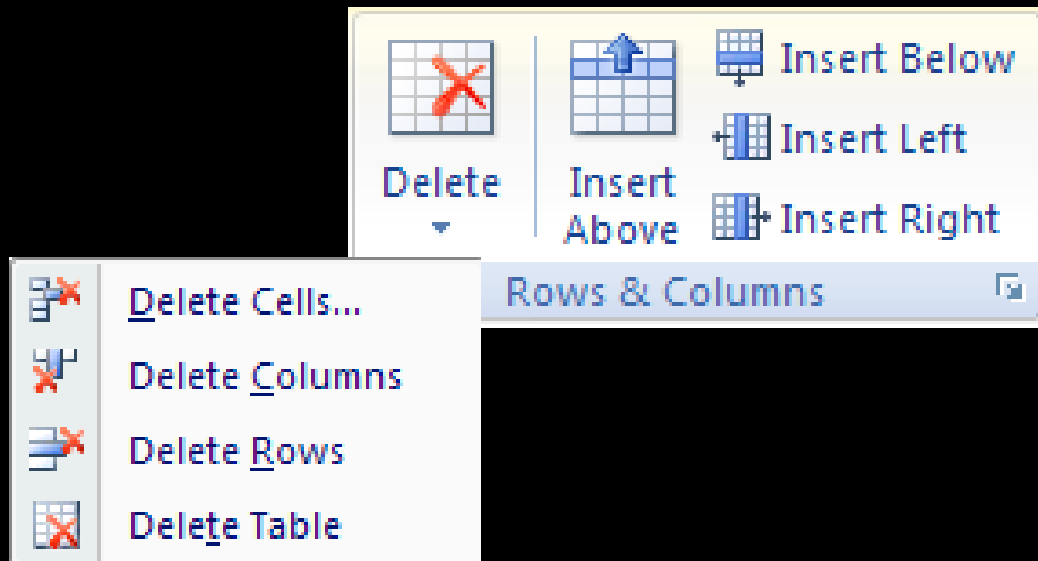 Delete
Insert
Above
Insert Below
Insert Left
Insert Right
Rows & Columns
Delete Cells...
Delete Columns
Delete Rows
Delete Table